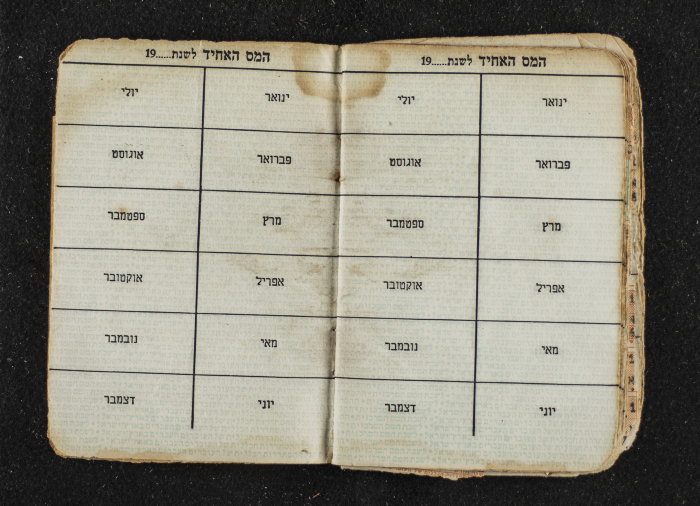 המס האחיד לשנת......19
ינואר יולי
פברואר אוגוסט
מרץ ספטמבר
אפריל אוקטובר
מאי נובמבר
יוני דצמבר
המס האחיד לשנת......19
ינואר יולי
פברואר אוגוסט
מרץ ספטמבר
אפריל אוקטובר
מאי נובמבר
יוני דצמבר